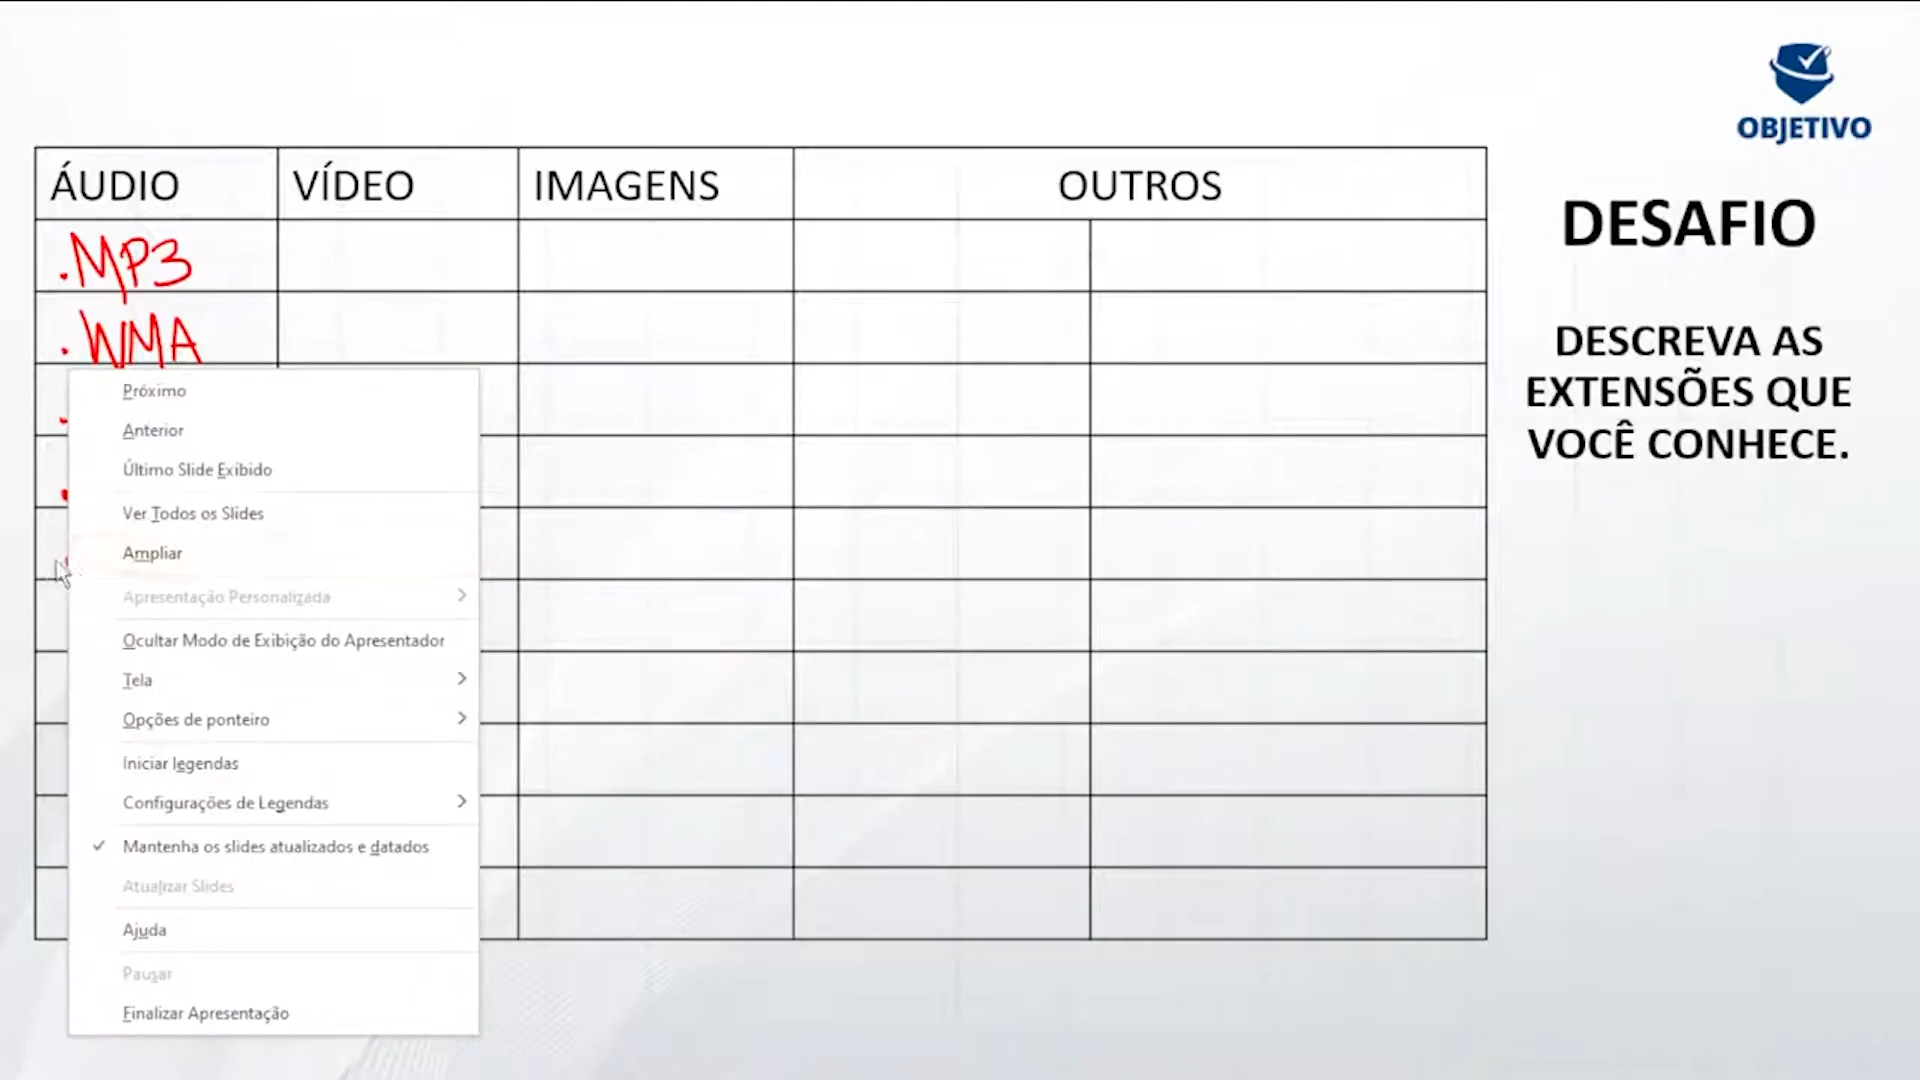 OBJETIVO
ÁUDIO VÍDEO IMAGENS OUTROS
.MP3
.WMA
DESAFIO
DESCREVA AS
EXTENSÕES QUE
VOCÊ CONHECE.
Próximo
Anterior
Último Slide Exibido
Ver Todos os Slides
Ampliar
Apresentação Personalizada
Ocultar Modo de Exibição do Apresentador
Tela
Opções de ponteiro
Iniciar legendas
Configurações de Legendas
Mantenha os slides atualizados e datados
Atualizar Slides
Ajuda
Pausar
Finalizar Apresentação